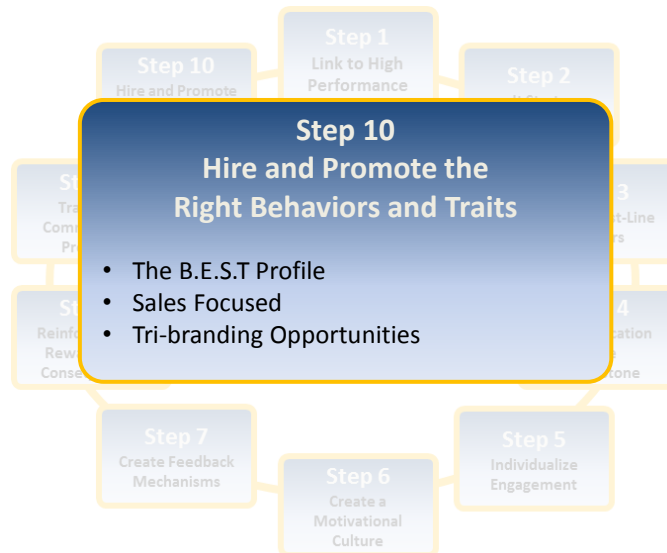 Step 1
Link to High
Performance
Step 10
Hire and Promote
Step 2
Step 10
Hire and Promote the
Right Behaviors and Traits
• The B.E.S.T Profile
• Sales Focused
• Tri-branding Opportunities
Step 7
Create Feedback
Mechanisms
Step 6
Create a
Motivational
Culture
Step 5
Individualize
Engagement